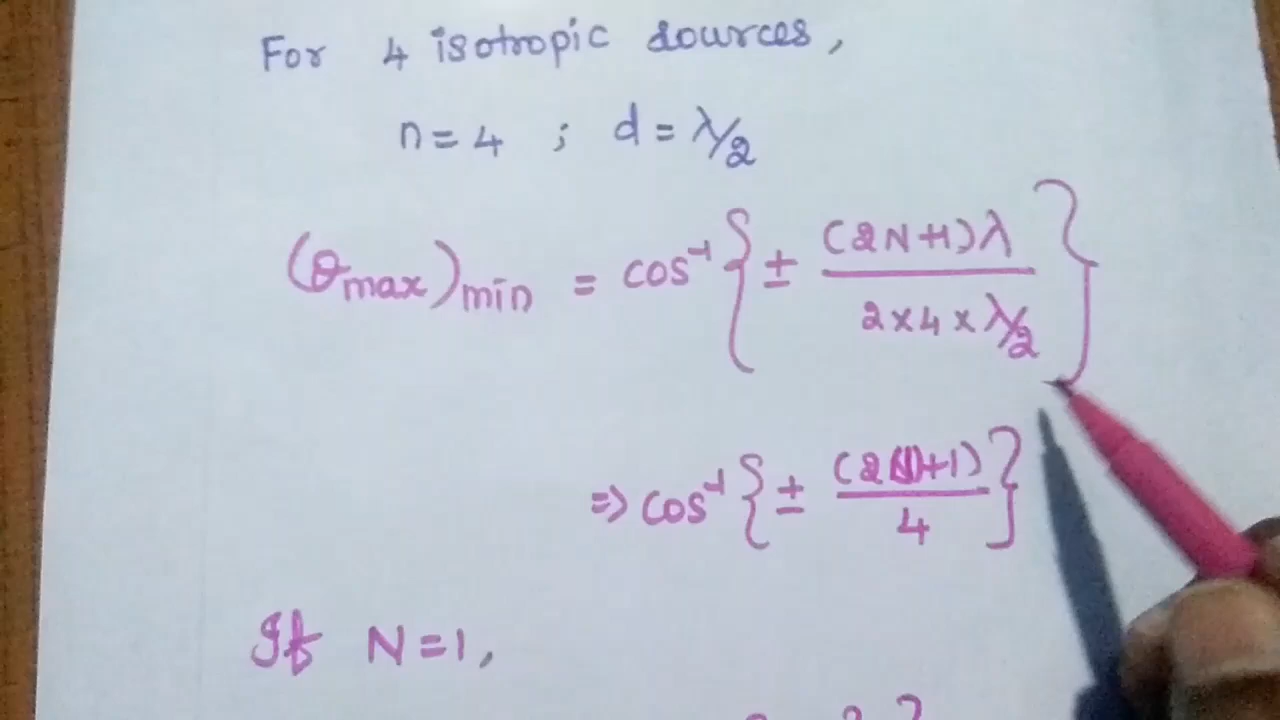 For 4 isotropic sources,
n = 4 ; d = λ/2
(θmax)min = cos⁻¹ { ± (2N+1)λ / 2×4×λ/2 }
⇒ cos⁻¹ { ± (2N+1) / 4 }
If N=1,